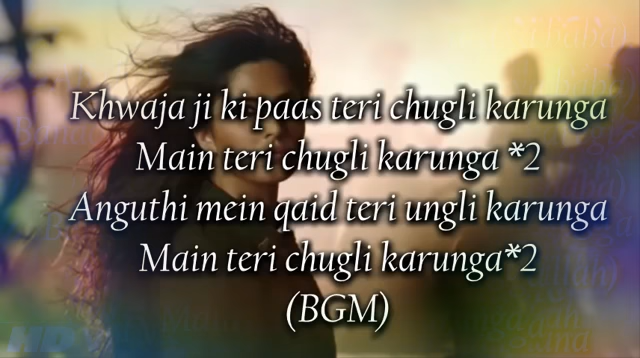 Khwaja ji ki paas teri chugli karunga
Main teri chugli karunga *2
Anguthi mein qaid teri ungli karunga
Main teri chugli karunga*2
(BGM)